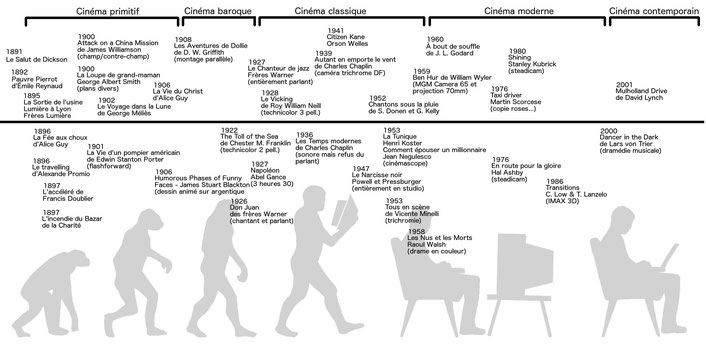 Cinéma primitif
Cinéma baroque
Cinéma classique
Cinéma moderne
Cinéma contemporain
1891
Le Salut de Dickson
1892
Pauvre Pierrot
d'Émile Reynaud
1895
La Sortie de l'usine
Lumière à Lyon
Frères Lumière
1900
Attack on a China Mission
de James Williamson
(champ/contre-champ)
1900
La Loupe de grand-maman
George Albert Smith
(plans divers)
1902
Le Voyage dans la Lune
de George Méliès
1906
La Vie du Christ
d'Alice Guy
1908
Les Aventures de Dollie
de D. W. Griffith
(montage parallèle)
1927
Le Chanteur de jazz
Frères Warner
(entièrement parlant)
1928
Le Vicking
de Roy William Neill
(technicolor 3 pell.)
1941
Citizen Kane
Orson Welles
1939
Autant en emporte le vent
de Charles Chaplin
(caméra trichrome DF)
1952
Chantons sous la pluie
de S. Donen et G. Kelly
1960
À bout de souffle
de J. L. Godard
1959
Ben Hur de William Wyler
(MGM Camera 65 et
projection 70mm)
1980
Shining
Stanley Kubrick
(steadicam)
1976
Taxi driver
Martin Scorcese
(copie roses...)
2001
Mulholland Drive
de David Lynch
1896
La Fée aux choux
d'Alice Guy
1896
Le travelling
d'Alexandre Promio
1897
L'accéléré de
Francis Doublier
1897
L'incendie du Bazar
de la Charité
1901
La Vie d'un pompier américain
de Edwin Stanton Porter
(flashforward)
1906
Humorous Phases of Funny
Faces - James Stuart Blackton
(dessin animé sur argentique
1922
The Toll of the Sea
de Chester M. Franklin
(technicolor 2 pell.)
1927
Napoléon
Abel Gance
(3 heures 30)
1926
Don Juan
des frères Warner
(chantant et parlant)
1936
Les Temps modernes
de Charles Chaplin
(sonore mais refus du
parlant)
1947
Le Narcisse noir
Powell et Pressburger
(entièrement en studio)
1953
La Tunique
Henri Koster
Comment épouser un millionnaire
Jean Negulesco
(cinémascope)
1953
Tous en scène
de Vicente Minelli
(trichromie)
1958
Les Nus et les Morts
Raoul Walsh
(drame en couleur)
1976
En route pour la gloire
Hal Ashby
(steadicam)
1986
Transitions
C. Low & T. Lanzelo
(IMAX 3D)
2000
Dancer in the Dark
de Lars von Trier
(dramédie musicale)